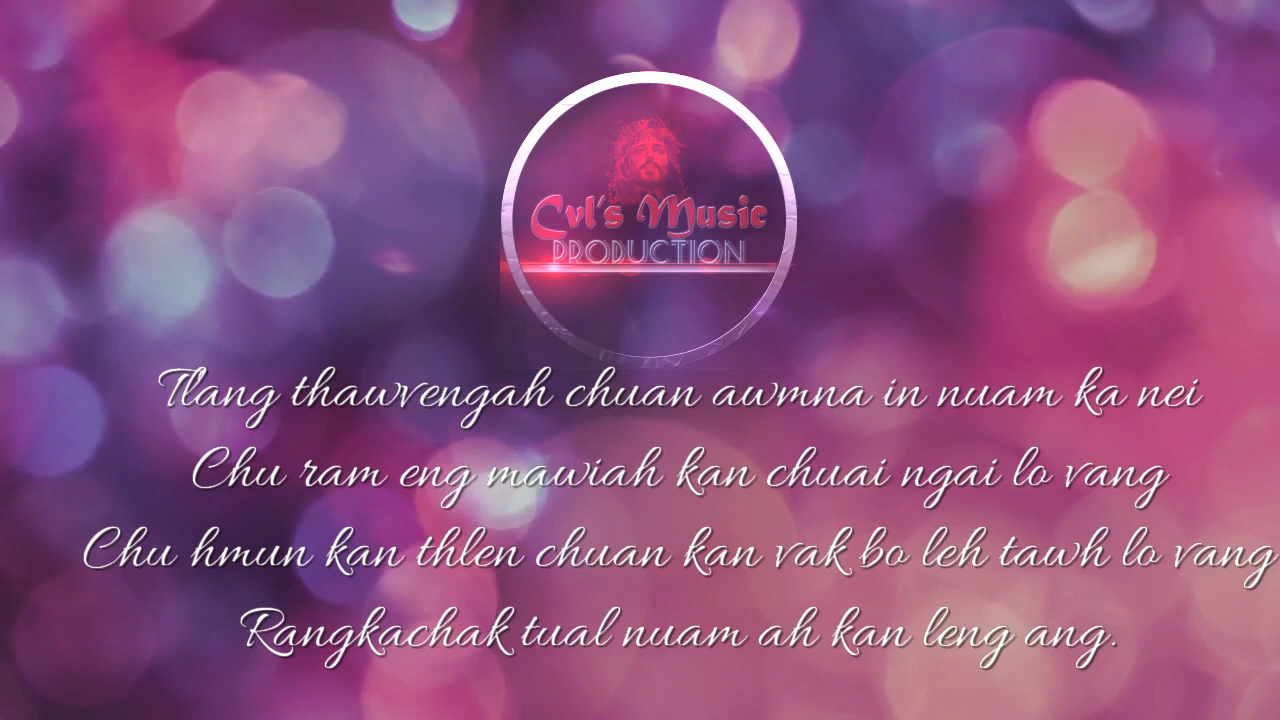 Cvl's Music
PRODUCTION
Tlang thawvengah chuan awmna in nuam ka nei
Chu ram eng mawiah kan chuai ngai lo vang
Chu hmun kan thlen chuan kan vak bo leh tawh lo vang
Rangkachak tual nuam ah kan leng ang.